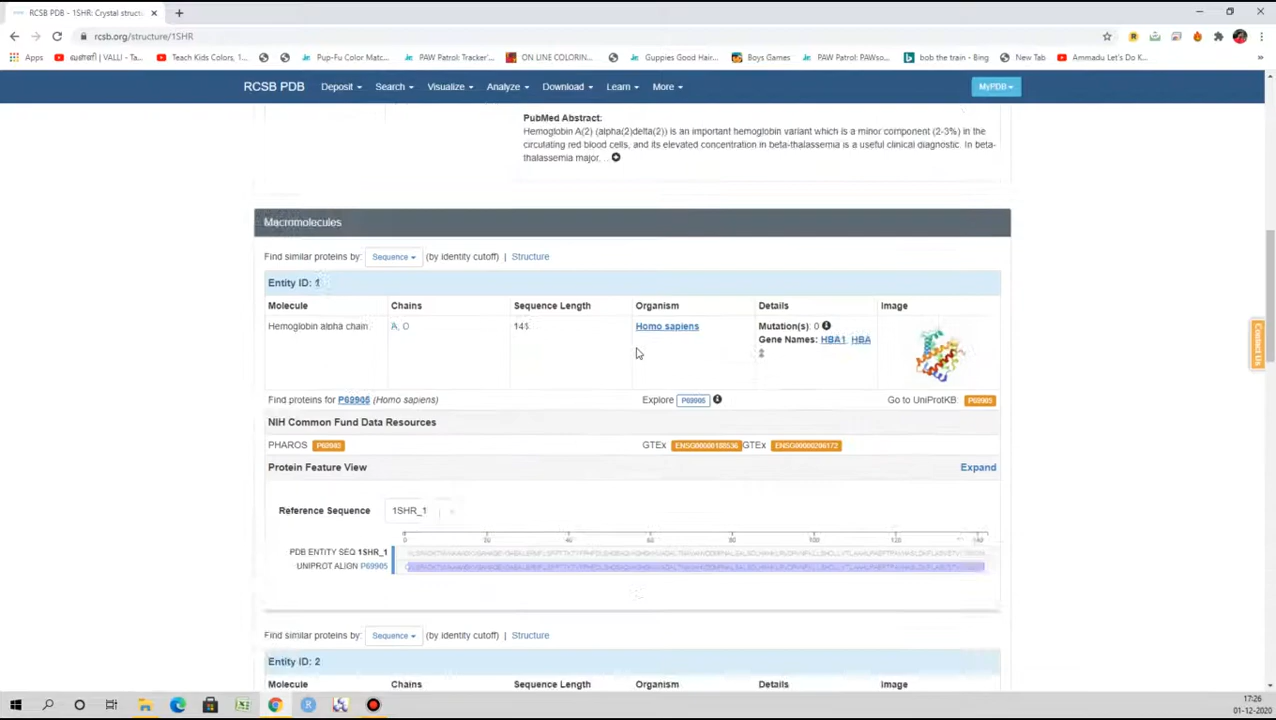 RCSB PDB - 1SHR: Crystal struct
rcsb.org/structure/1SHR
Apps
VALLI - TA...
Teach Kids Colors, 1...
Pup-Fu Color Matc...
PAW Patrol: Tracker'...
ON LINE COLORIN...
Guppies Good Hair...
Boys Games
PAW Patrol: PAWso...
bob the train - Bing
New Tab
Ammadu Let's Do K...
RCSB PDB
Deposit
Search
Visualize
Analyze
Download
Learn
More
MyPDB
PubMed Abstract:
Hemoglobin A(2) (alpha(2)delta(2)) is an important hemoglobin variant which is a minor component (2-3%) in the
circulating red blood cells, and its elevated concentration in beta-thalassemia is a useful clinical diagnostic. In beta-
thalassemia major, ...
Macromolecules
Find similar proteins by: Sequence (by identity cutoff) | Structure
Entity ID: 1
Molecule Chains Sequence Length Organism Details Image
Hemoglobin alpha chain A, Homo sapiens Mutation(s): 0
Gene Names: HBA1, HBA
Find proteins for P69905 (Homo sapiens) Explore P69905 Go to UniProtKB P69905
NIH Common Fund Data Resources
PHAROS P69905 GTEx ENSG00000188536 GTEx ENSG00000206172
Protein Feature View Expand
Reference Sequence 1SHR_1
0 20 40 60 80 100 120 140
PDB ENTITY SEQ 1SHR_1
UNIPROT ALIGN P69905
Find similar proteins by: Sequence (by identity cutoff) | Structure
Entity ID: 2
Molecule Chains Sequence Length Organism Details Image
Contact Us
17:26
01-12-2020